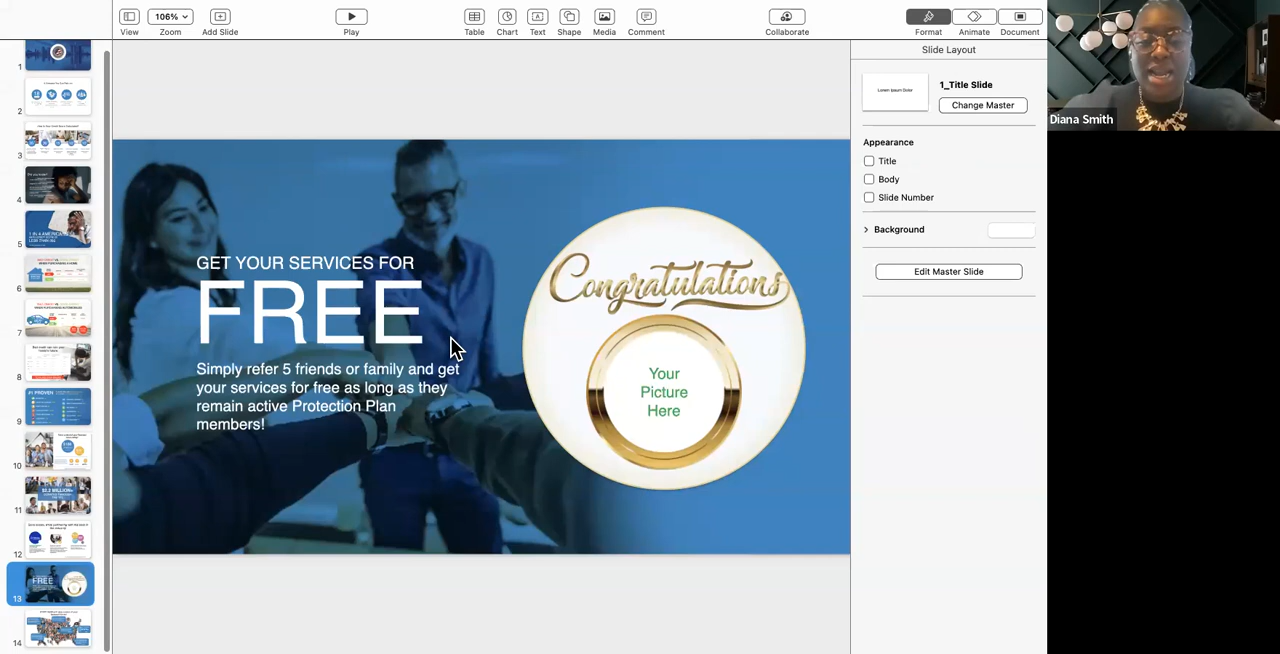 View
106%
Zoom
Add Slide
Play
Table
Chart
Text
Shape
Media
Comment
Collaborate
Format
Animate
Document
Slide Layout
Lorem Ipsum Dolor
1_Title Slide
Change Master
Appearance
Title
Body
Slide Number
Background
Edit Master Slide
Diana Smith
GET YOUR SERVICES FOR
FREE
Simply refer 5 friends or family and get
your services for free as long as they
remain active Protection Plan
members!
Congratulations
Your
Picture
Here
1
2
3
4
5
6
7
8
9
10
11
12
13
FREE
14